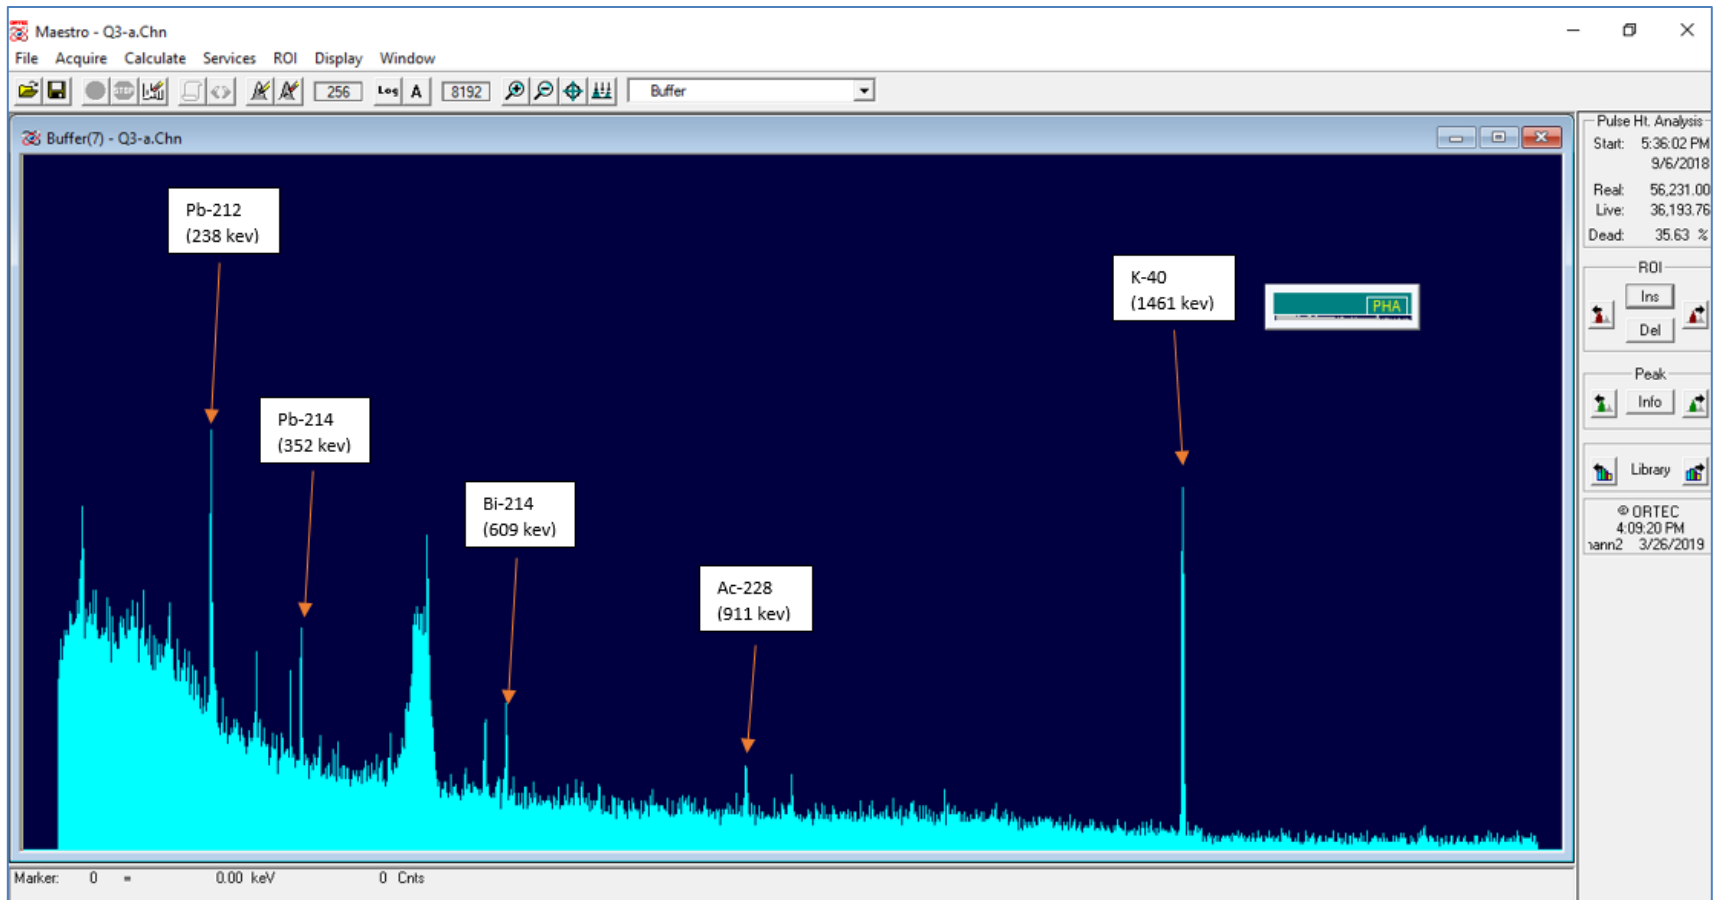 Maestro - Q3-a.Chn
File Acquire Calculate Services ROI Display Window
STOP 256 Log A 8192 Buffer
Buffer(7) - Q3-a.Chn
Pb-212
(238 kev)
Pb-214
(352 kev)
Bi-214
(609 kev)
Ac-228
(911 kev)
K-40
(1461 kev)
PHA
Pulse Ht. Analysis
Start: 5:36:02 PM
9/6/2018
Real: 56,231.00
Live: 36,193.76
Dead: 35.63 %
ROI
Ins
Del
Peak
Info
Library
© ORTEC
4:09:20 PM
nann2 3/26/2019
Marker: 0 = 0.00 keV 0 Cnts